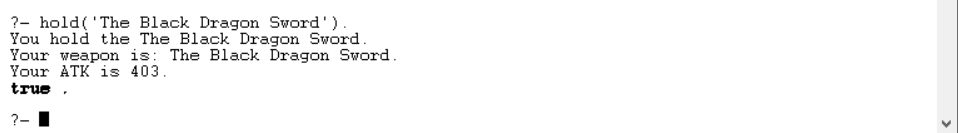 ?- hold('The Black Dragon Sword').
You hold the The Black Dragon Sword.
Your weapon is: The Black Dragon Sword.
Your ATK is 403.
true .
?-